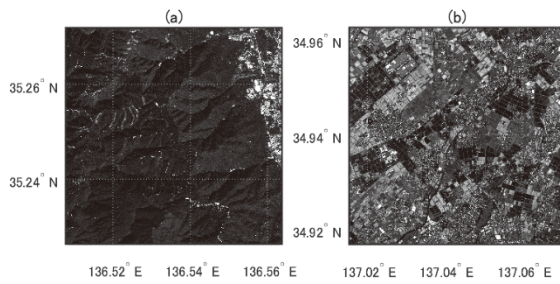 (a)
(b)
35.26° N
35.24° N
136.52° E
136.54° E
136.56° E
34.96° N
34.94° N
34.92° N
137.02° E
137.04° E
137.06° E